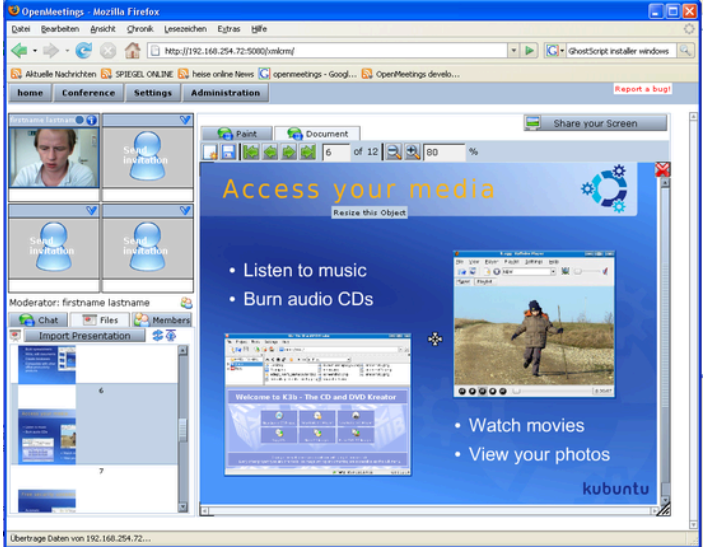 OpenMeetings - Mozilla Firefox
Datei Bearbeiten Ansicht Chronik Lesezeichen Extras Hilfe
http://192.168.254.72:5080/xmlcrm/
GhostScript installer windows
Aktuelle Nachrichten SPIEGEL ONLINE heise online News openmeetings - Googl... OpenMeetings develo...
home Conference Settings Administration
Report a bug!
firstname lastname
Send invitation
Send invitation
Send invitation
Moderator: firstname lastname
Chat Files Members
Import Presentation
6
7
Share your Screen
Paint Document
6 of 12 80 %
Access your media
Resize this Object
• Listen to music
• Burn audio CDs
Welcome to K3b - The CD and DVD Kreator
• Watch movies
• View your photos
kubuntu
Übertrage Daten von 192.168.254.72...